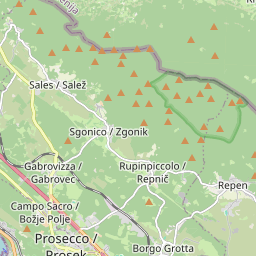 Sales / Salež
Sgonico / Zgonik
Gabrovizza /
Gabrovec
Rupinpiccolo /
Repnič
Repen
Campo Sacro /
Božje Polje
Prosecco /
Prosek
Borgo Grotta